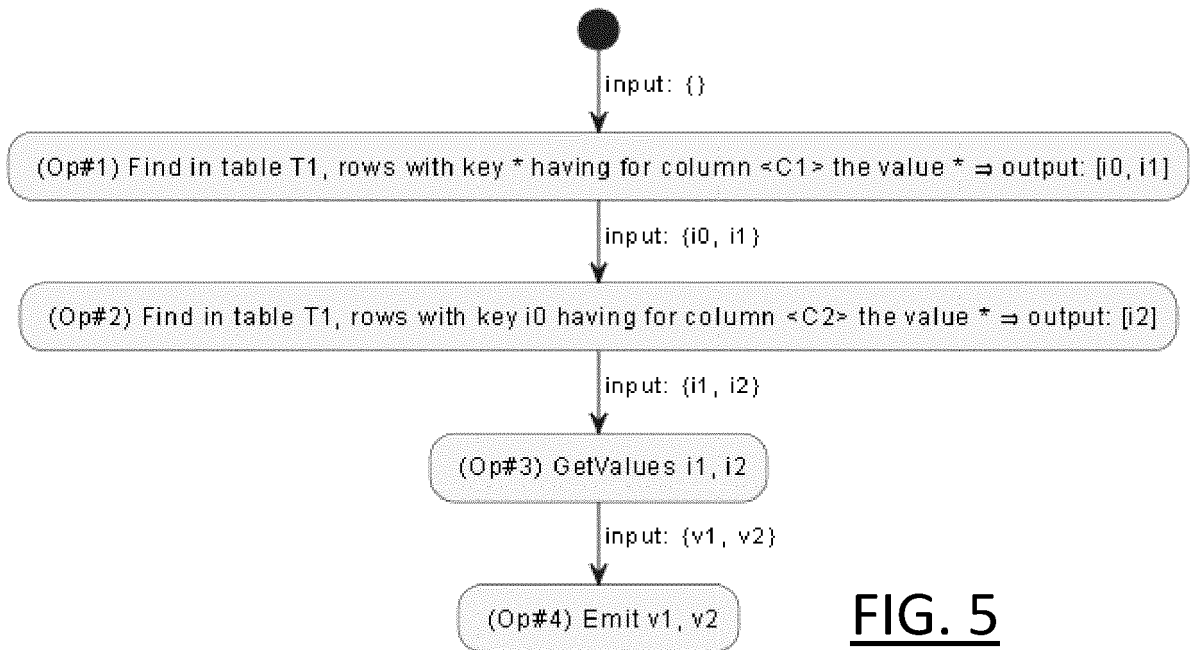 input: {}
(Op#1) Find in table T1, rows with key * having for column <C1> the value * ⇒ output: [i0, i1]
input: {i0, i1}
(Op#2) Find in table T1, rows with key i0 having for column <C2> the value * ⇒ output: [i2]
input: {i1, i2}
(Op#3) GetValues i1, i2
input: {v1, v2}
(Op#4) Emit v1, v2
FIG. 5